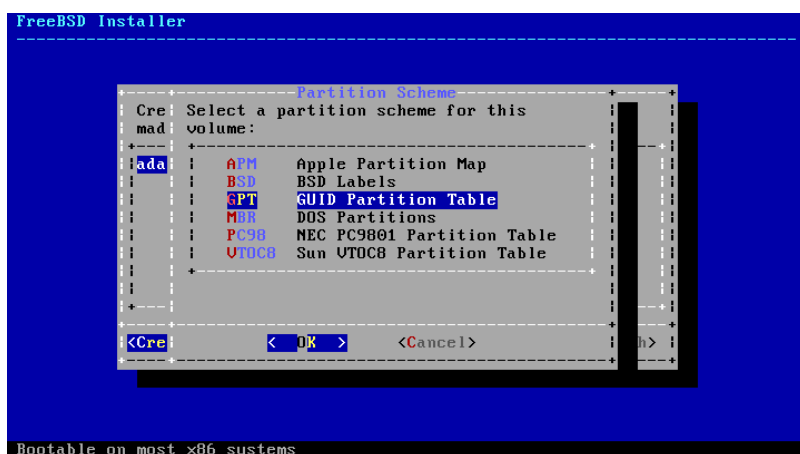 FreeBSD Installer
Partition Scheme
Cre Select a partition scheme for this
mad volume:
ada APM Apple Partition Map
BSD BSD Labels
GPT GUID Partition Table
MBR DOS Partitions
PC98 NEC PC9801 Partition Table
VTOC8 Sun VTOC8 Partition Table
<Cre < OK > <Cancel> h>
Bootable on most x86 systems